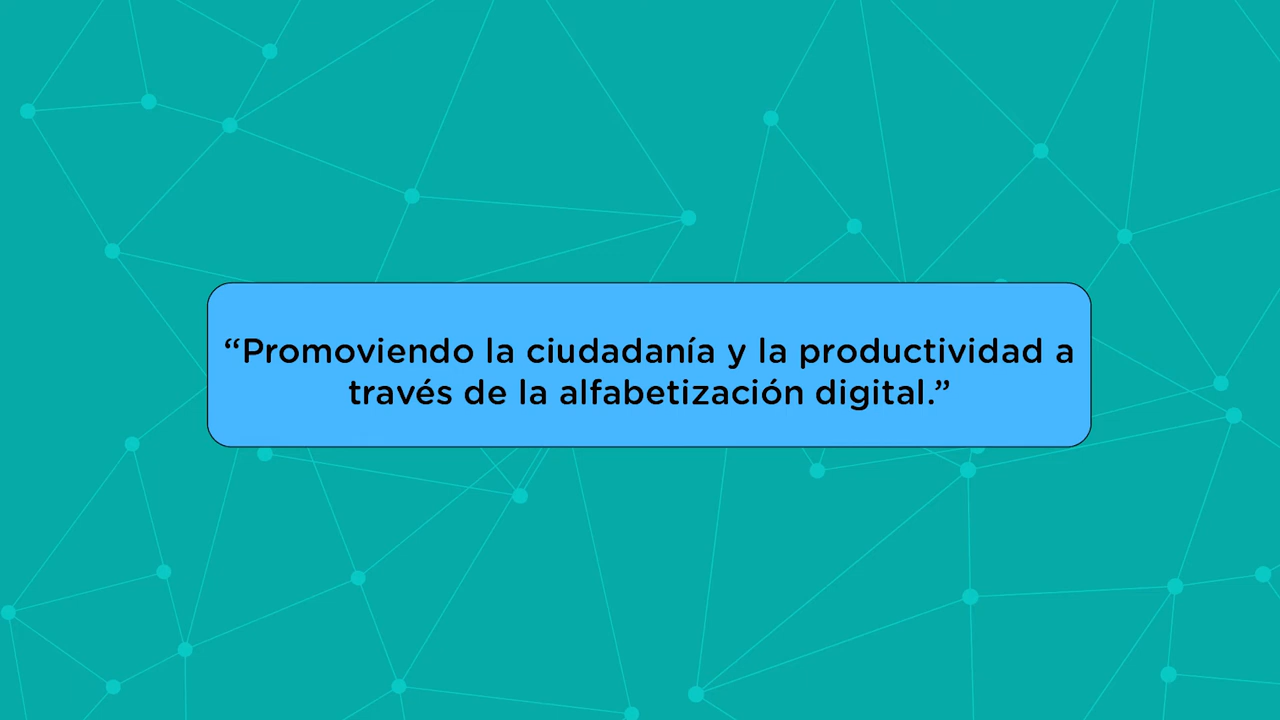 “Promoviendo la ciudadanía y la productividad a
través de la alfabetización digital.”